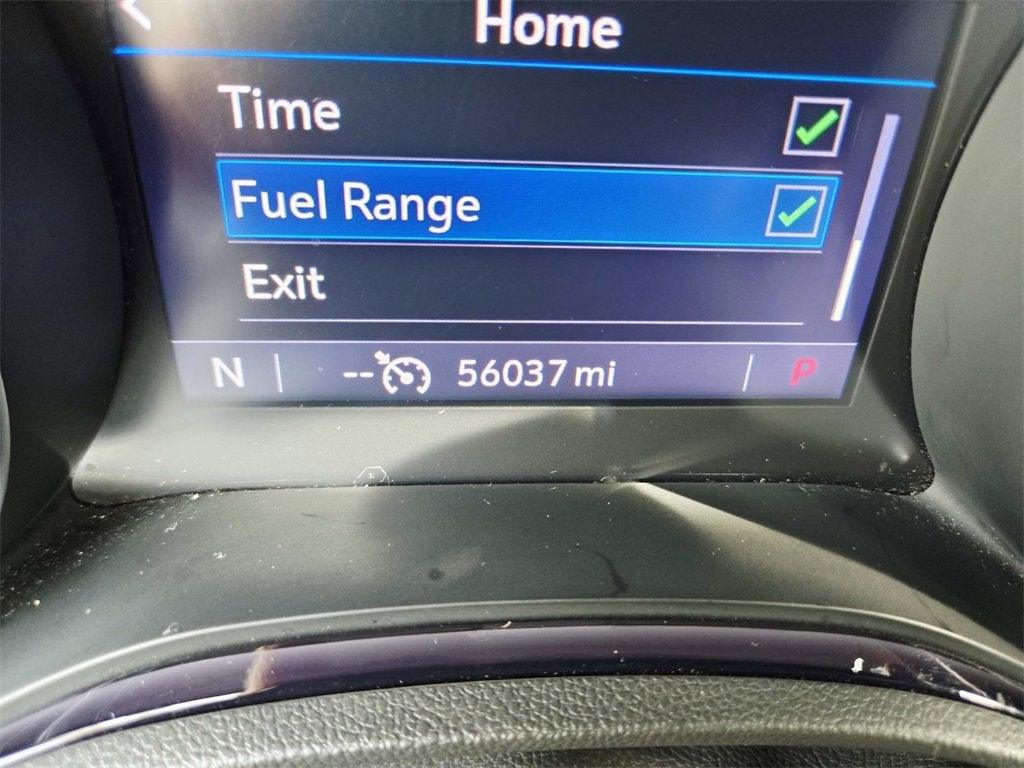 Home
Time
Fuel Range
Exit
N -- 56037 mi P